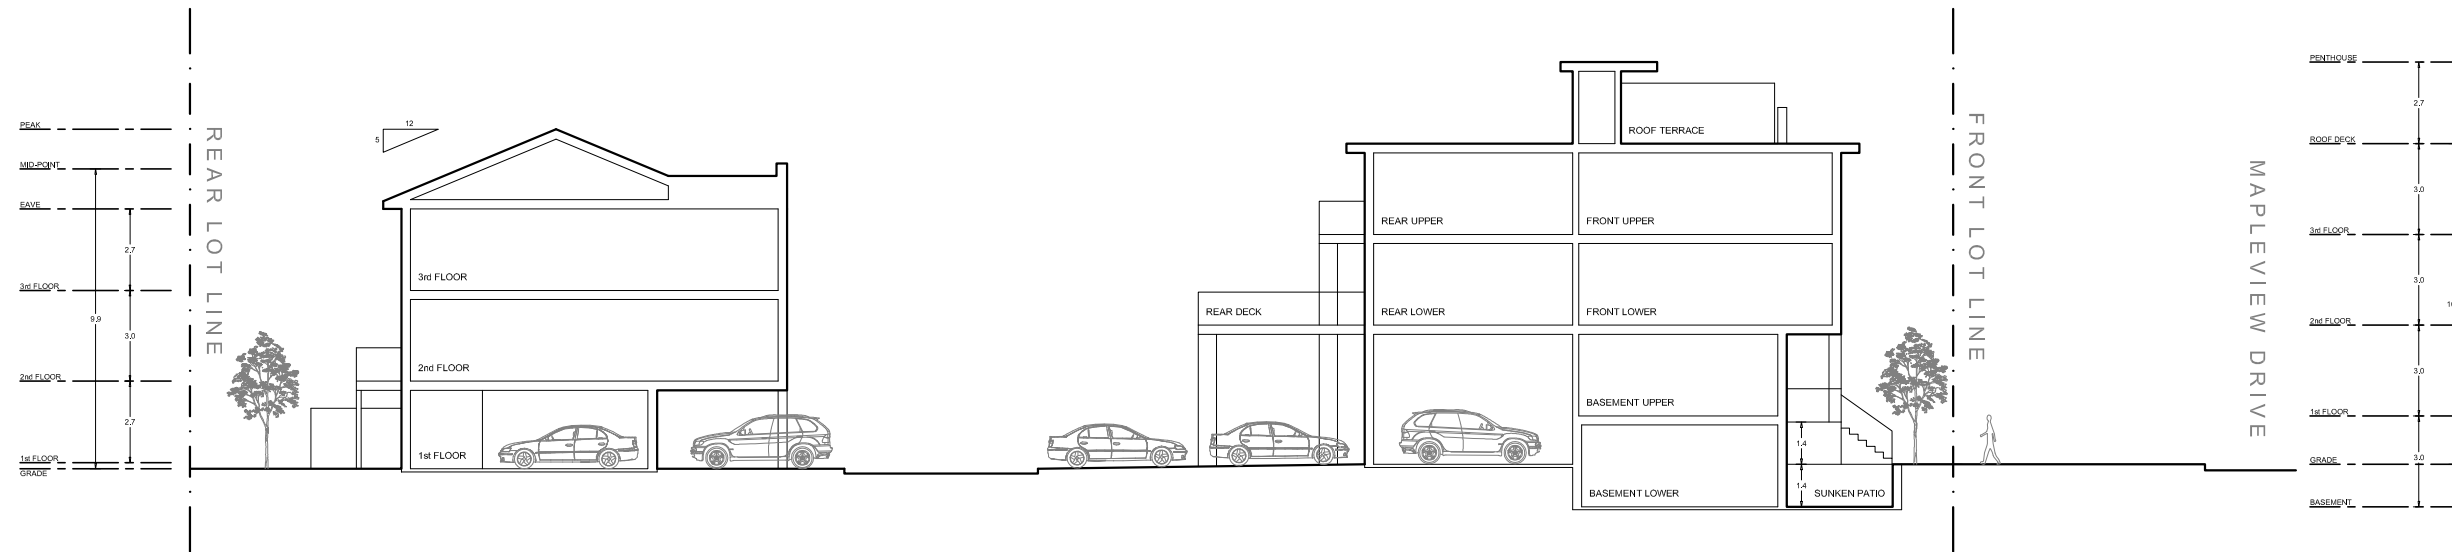 PEAK
MID-POINT
EAVE
3rd FLOOR
2nd FLOOR
1st FLOOR
GRADE
9.9
2.7
3.0
2.7
REAR LOT LINE
12
5
3rd FLOOR
2nd FLOOR
1st FLOOR
REAR DECK
ROOF TERRACE
REAR UPPER
FRONT UPPER
REAR LOWER
FRONT LOWER
BASEMENT UPPER
BASEMENT LOWER
1.4
1.4
SUNKEN PATIO
FRONT LOT LINE
MAPLEVIEW DRIVE
PENTHOUSE
ROOF DECK
3rd FLOOR
2nd FLOOR
1st FLOOR
GRADE
BASEMENT
2.7
3.0
3.0
3.0
3.0